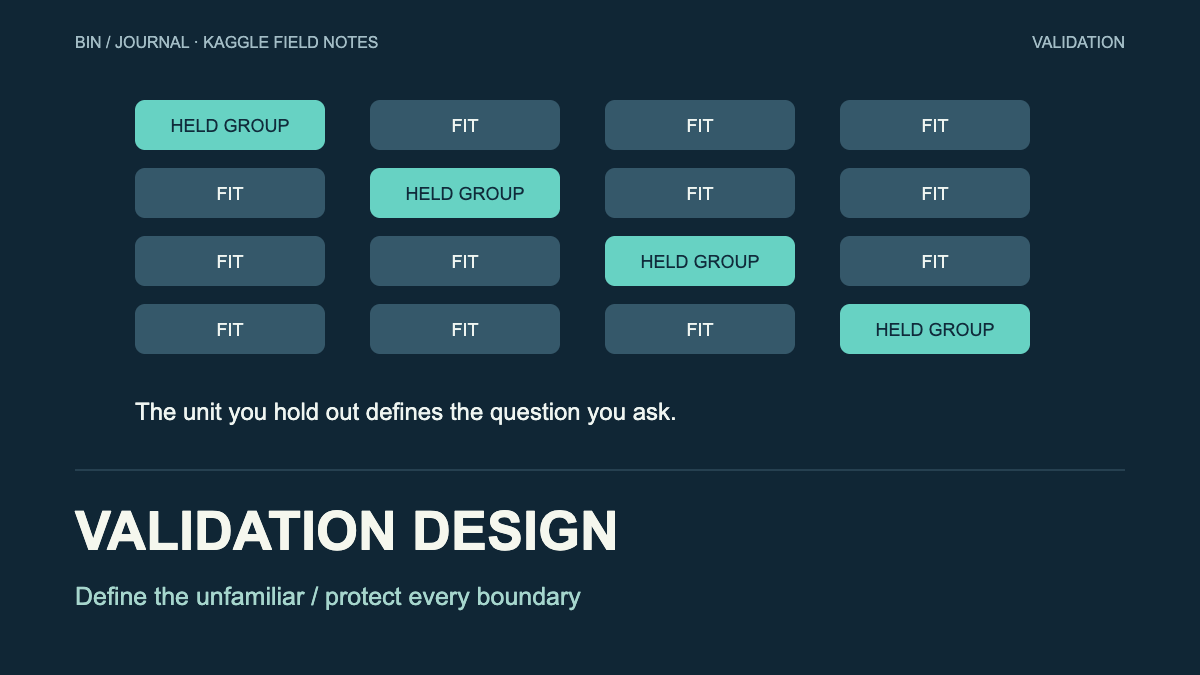 BIN / JOURNAL · KAGGLE FIELD NOTES
VALIDATION
HELD GROUP FIT FIT FIT
FIT HELD GROUP FIT FIT
FIT FIT HELD GROUP FIT
FIT FIT FIT HELD GROUP
The unit you hold out defines the question you ask.
VALIDATION DESIGN
Define the unfamiliar / protect every boundary